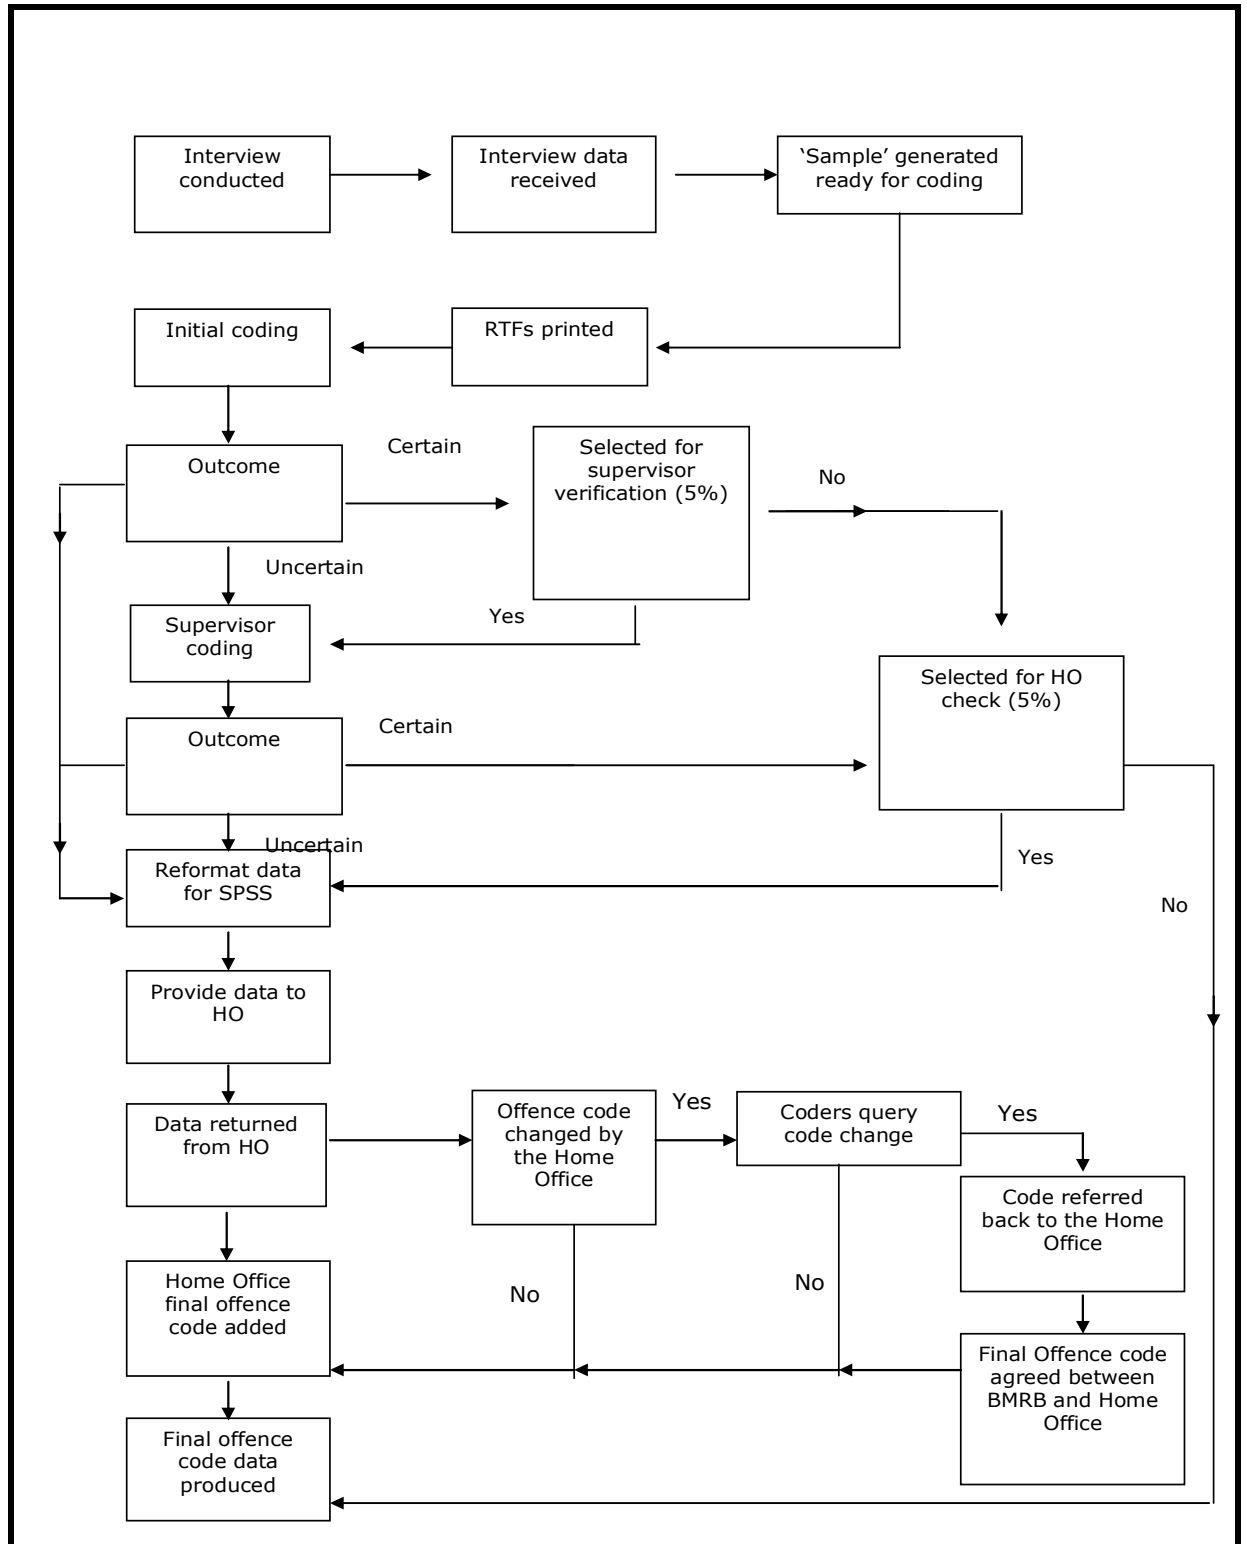 Interview
conducted
Interview data
received
‘Sample’ generated
ready for coding
Initial coding
RTFs printed
Outcome
Certain
Selected for
supervisor
verification (5%)
No
Uncertain
Yes
Supervisor
coding
Selected for HO
check (5%)
Outcome
Certain
Uncertain
Yes
Reformat data
for SPSS
No
Provide data to
HO
Data returned
from HO
Offence code
changed by
the Home
Office
Yes
Coders query
code change
Yes
Code referred
back to the Home
Office
No
No
Home Office
final offence
code added
Final Offence code
agreed between
BMRB and Home
Office
Final offence
code data
produced